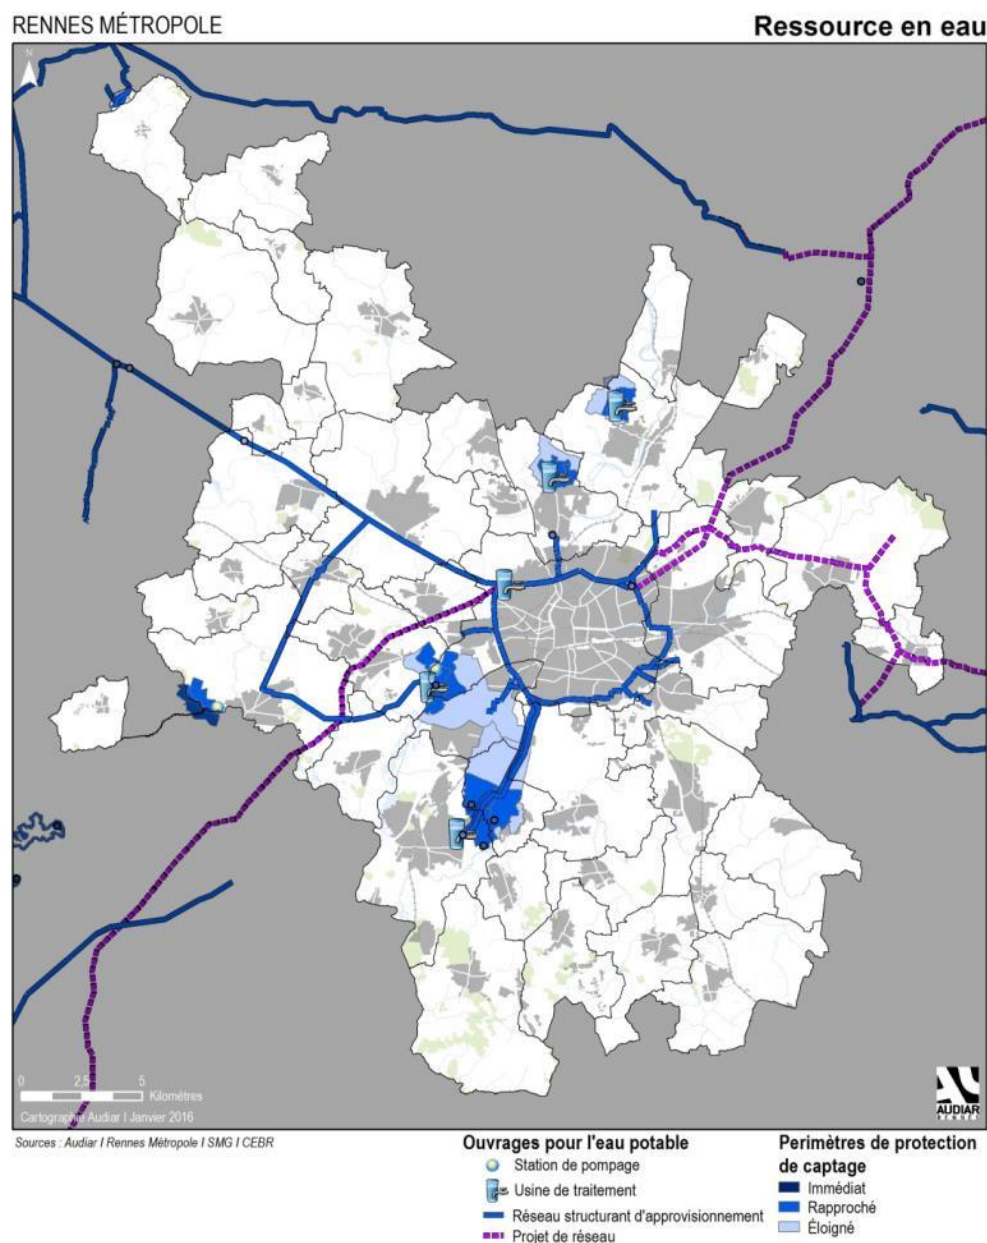 RENNES MÉTROPOLE
Ressource en eau
N
0 2,5 5
Kilomètres
Cartographie Audiar I Janvier 2016
AUDIAR
RENNES
Sources : Audiar I Rennes Métropole I SMG I CEBR
Ouvrages pour l'eau potable
Station de pompage
Usine de traitement
Réseau structurant d'approvisionnement
Projet de réseau
Perimètres de protection
de captage
Immédiat
Rapproché
Éloigné